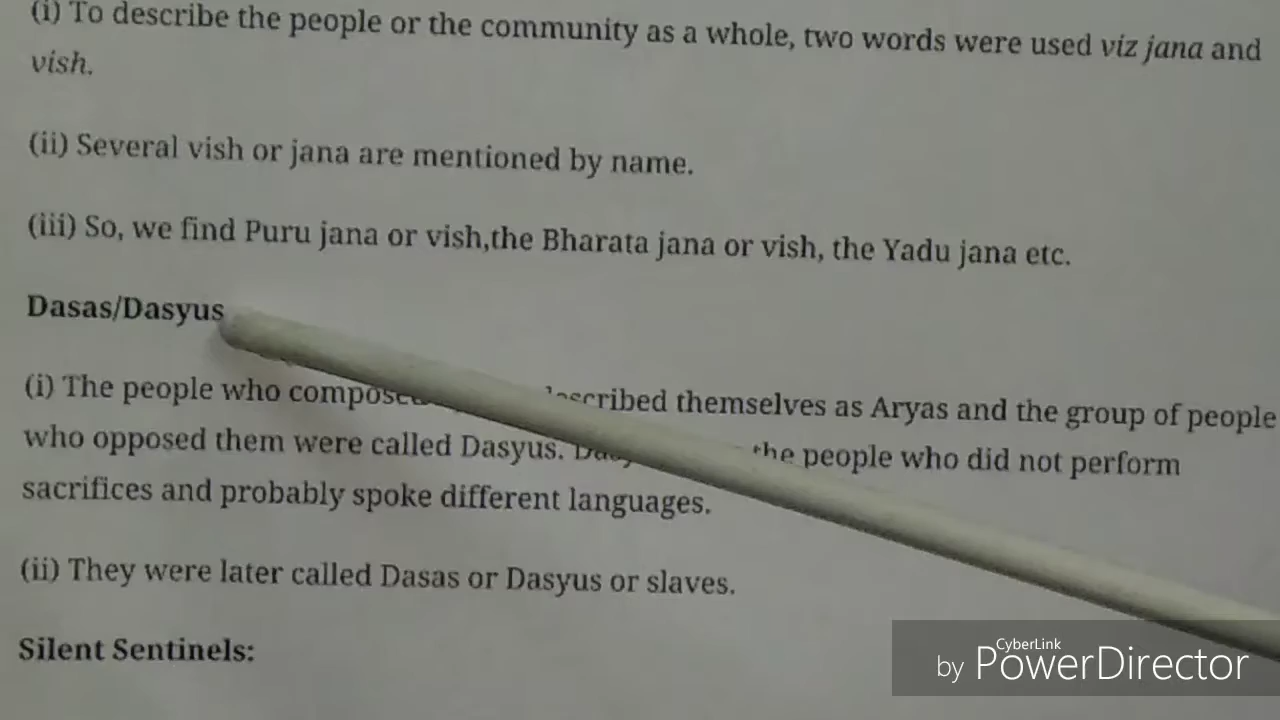 (i) To describe the people or the community as a whole, two words were used viz jana and
vish.
(ii) Several vish or jana are mentioned by name.
(iii) So, we find Puru jana or vish,the Bharata jana or vish, the Yadu jana etc.
Dasas/Dasyus
(i) The people who described themselves as Aryas and the group of people
who opposed them were called Dasyus. the people who did not perform
sacrifices and probably spoke different languages.
(ii) They were later called Dasas or Dasyus or slaves.
Silent Sentinels:
by CyberLink PowerDirector